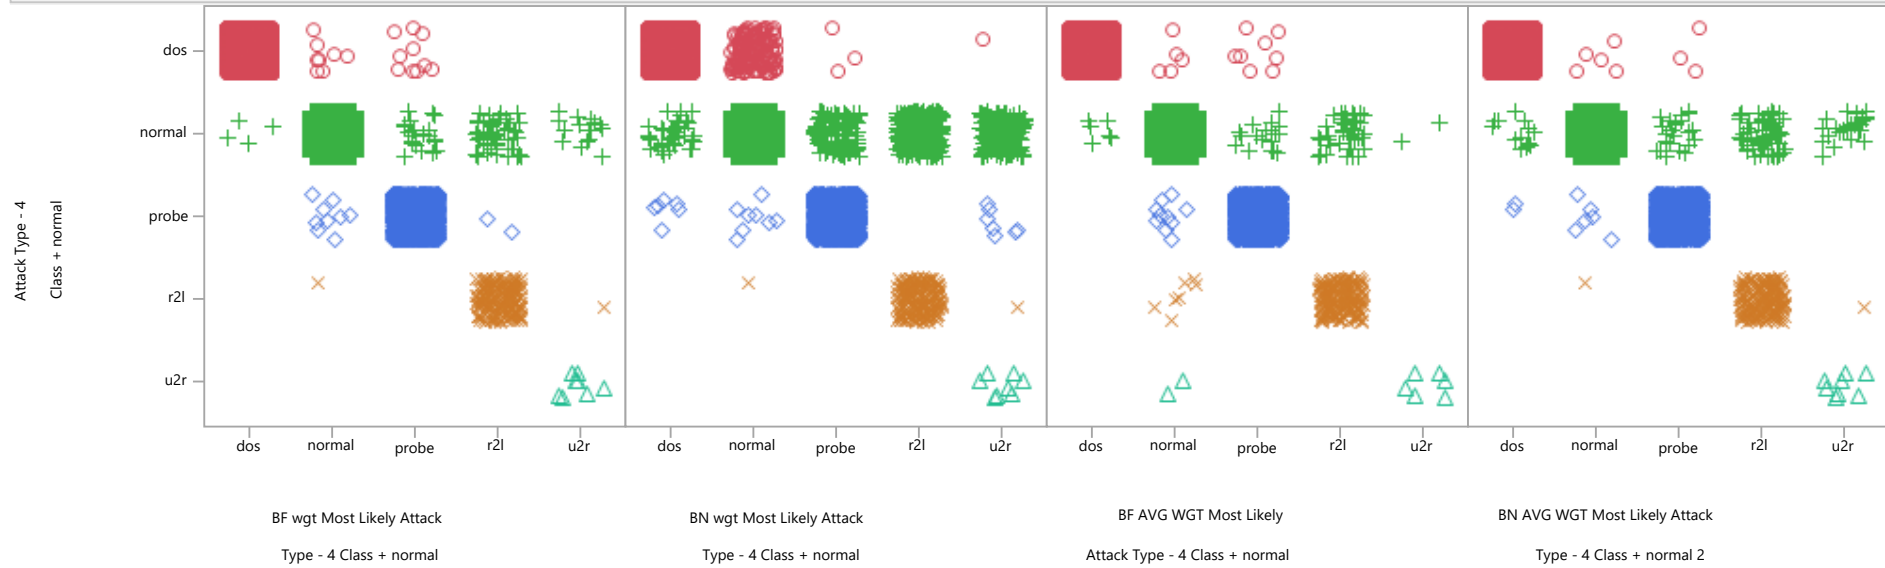 Attack Type - 4
Class + normal
dos
normal
probe
r2l
u2r
dos normal probe r2l u2r
dos normal probe r2l u2r
dos normal probe r2l u2r
dos normal probe r2l u2r
BF wgt Most Likely Attack
Type - 4 Class + normal
BN wgt Most Likely Attack
Type - 4 Class + normal
BF AVG WGT Most Likely
Attack Type - 4 Class + normal
BN AVG WGT Most Likely Attack
Type - 4 Class + normal 2